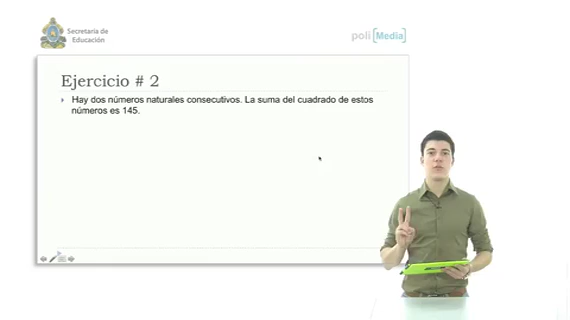 Secretaría de
Educación
poli [Media]
Ejercicio # 2
Hay dos números naturales consecutivos. La suma del cuadrado de estos
números es 145.